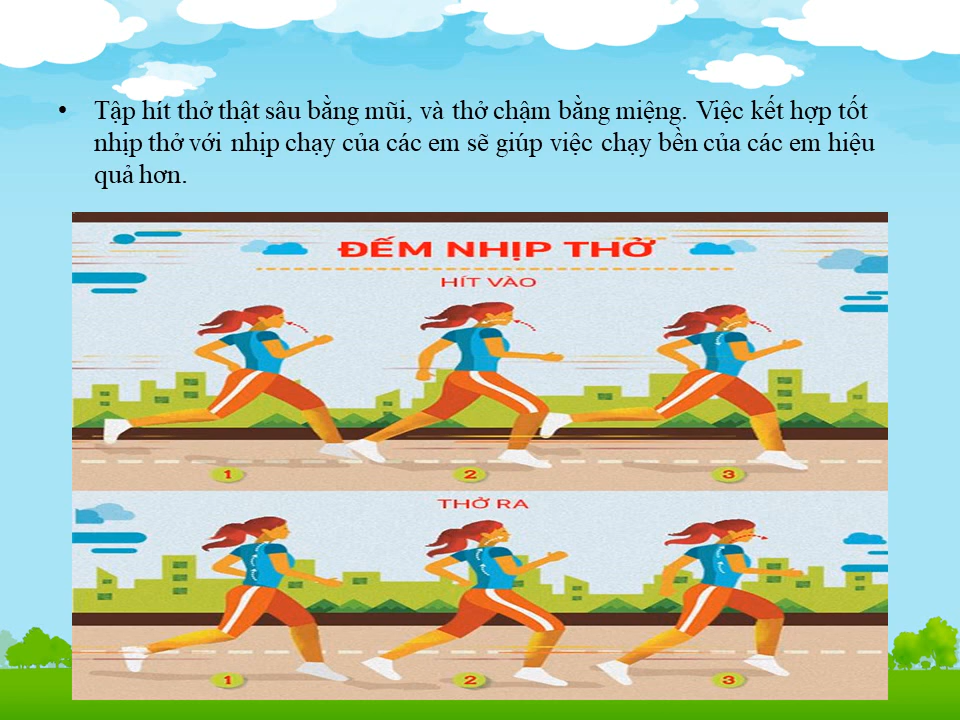 • Tập hít thở thật sâu bằng mũi, và thở chậm bằng miệng. Việc kết hợp tốt
nhịp thở với nhịp chạy của các em sẽ giúp việc chạy bền của các em hiệu
quả hơn.
ĐẾM NHỊP THỞ
HÍT VÀO
1 2 3
THỞ RA
1 2 3